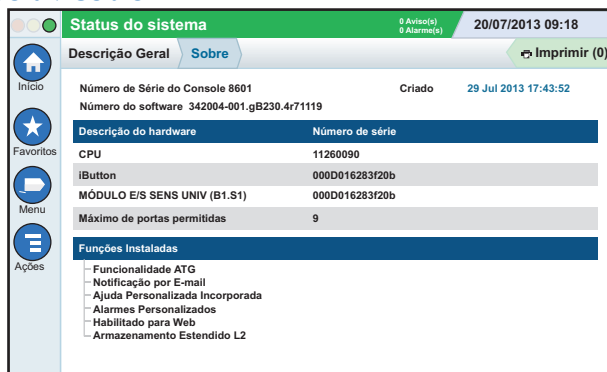 Status do sistema
0 Aviso(s)
0 Alarme(s)
20/07/2013 09:18
Descrição Geral
Sobre
Imprimir (0)
Início
Favoritos
Menu
Ações
Número de Série do Console 8601
Criado
29 Jul 2013 17:43:52
Número do software 342004-001.gB230.4r71119
Descrição do hardware
Número de série
CPU
11260090
iButton
000D016283f20b
MÓDULO E/S SENS UNIV (B1.S1)
000D016283f20b
Máximo de portas permitidas
9
Funções Instaladas
Funcionalidade ATG
Notificação por E-mail
Ajuda Personalizada Incorporada
Alarmes Personalizados
Habilitado para Web
Armazenamento Estendido L2